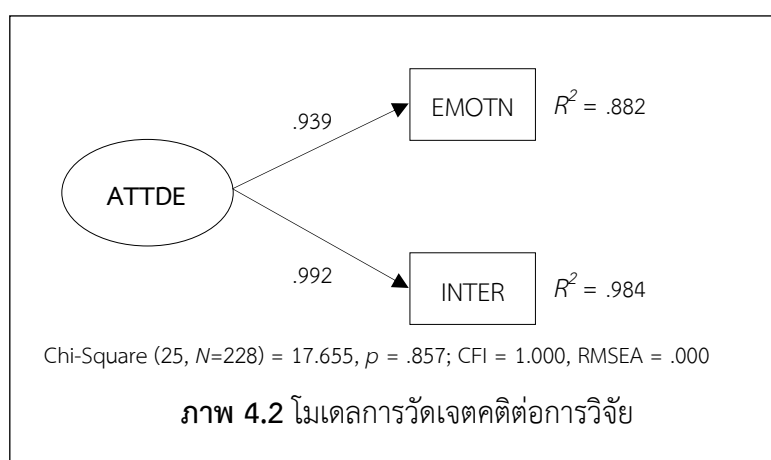 EMOTN R² = .882
.939
ATTDE
.992
INTER R² = .984
Chi-Square (25, N=228) = 17.655, p = .857; CFI = 1.000, RMSEA = .000
ภาพ 4.2 โมเดลการวัดเจตคติต่อการวิจัย